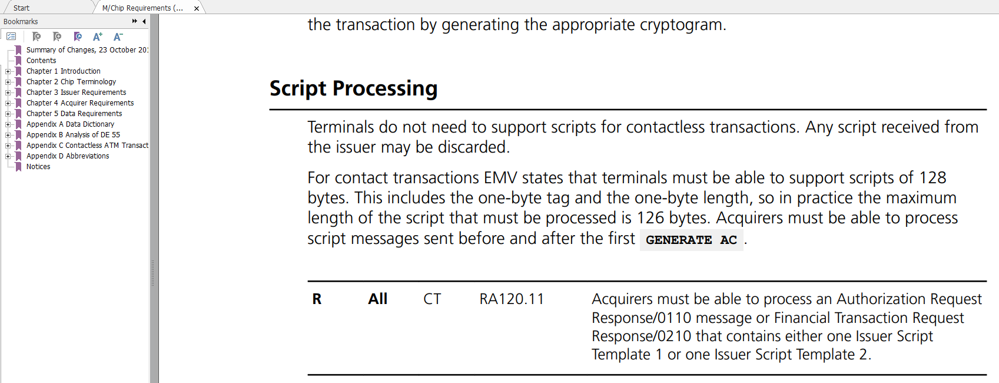 Start
M/Chip Requirements (...
Bookmarks
Summary of Changes, 23 October 201
Contents
Chapter 1 Introduction
Chapter 2 Chip Terminology
Chapter 3 Issuer Requirements
Chapter 4 Acquirer Requirements
Chapter 5 Data Requirements
Appendix A Data Dictionary
Appendix B Analysis of DE 55
Appendix C Contactless ATM Transact
Appendix D Abbreviations
Notices
the transaction by generating the appropriate cryptogram.
Script Processing
Terminals do not need to support scripts for contactless transactions. Any script received from
the issuer may be discarded.
For contact transactions EMV states that terminals must be able to support scripts of 128
bytes. This includes the one-byte tag and the one-byte length, so in practice the maximum
length of the script that must be processed is 126 bytes. Acquirers must be able to process
script messages sent before and after the first GENERATE AC.
R All CT RA120.11 Acquirers must be able to process an Authorization Request
Response/0110 message or Financial Transaction Request
Response/0210 that contains either one Issuer Script
Template 1 or one Issuer Script Template 2.